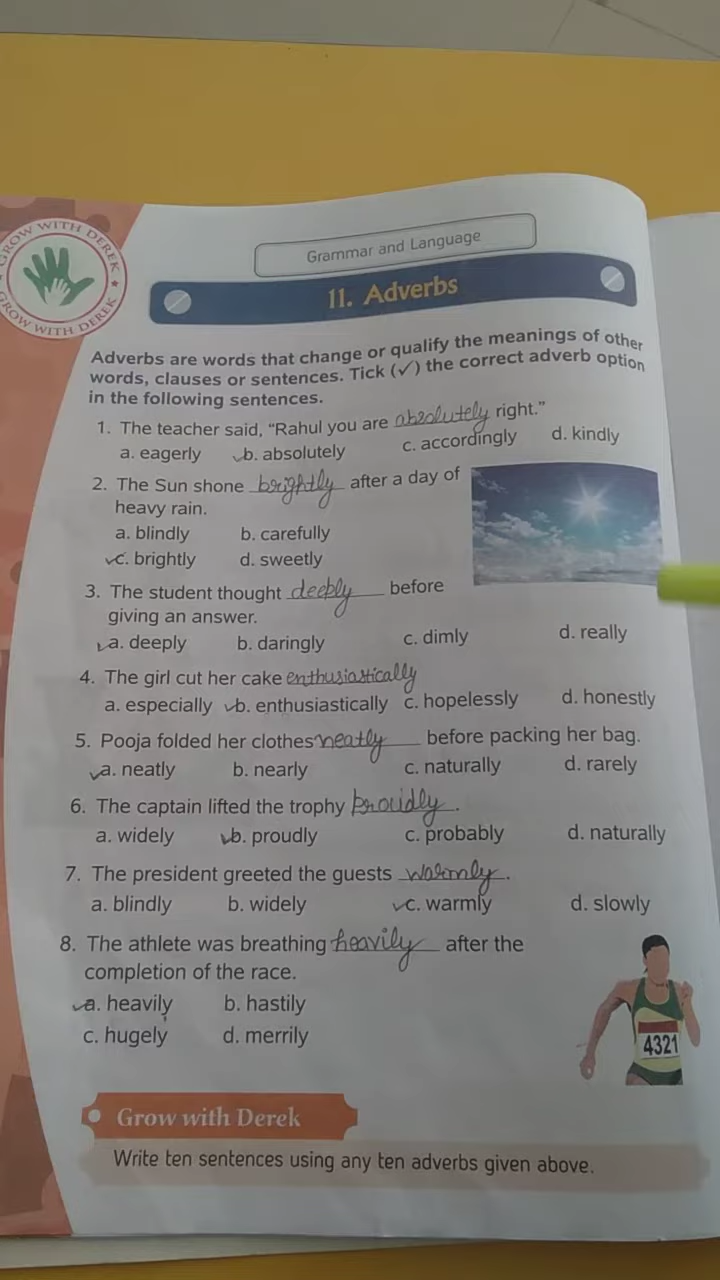 GROW WITH DEREK
GROW WITH DEREK
Grammar and Language
11. Adverbs
Adverbs are words that change or qualify the meanings of other
words, clauses or sentences. Tick (✓) the correct adverb option
in the following sentences.
1. The teacher said, “Rahul you are absolutely right.”
a. eagerly ✓b. absolutely c. accordingly d. kindly
2. The Sun shone brightly after a day of
heavy rain.
a. blindly b. carefully
✓c. brightly d. sweetly
3. The student thought deeply before
giving an answer.
✓a. deeply b. daringly c. dimly d. really
4. The girl cut her cake enthusiastically
a. especially ✓b. enthusiastically c. hopelessly d. honestly
5. Pooja folded her clothes neatly before packing her bag.
✓a. neatly b. nearly c. naturally d. rarely
6. The captain lifted the trophy proudly.
a. widely ✓b. proudly c. probably d. naturally
7. The president greeted the guests warmly.
a. blindly b. widely ✓c. warmly d. slowly
8. The athlete was breathing heavily after the
completion of the race.
✓a. heavily b. hastily
c. hugely d. merrily
4321
Grow with Derek
Write ten sentences using any ten adverbs given above.